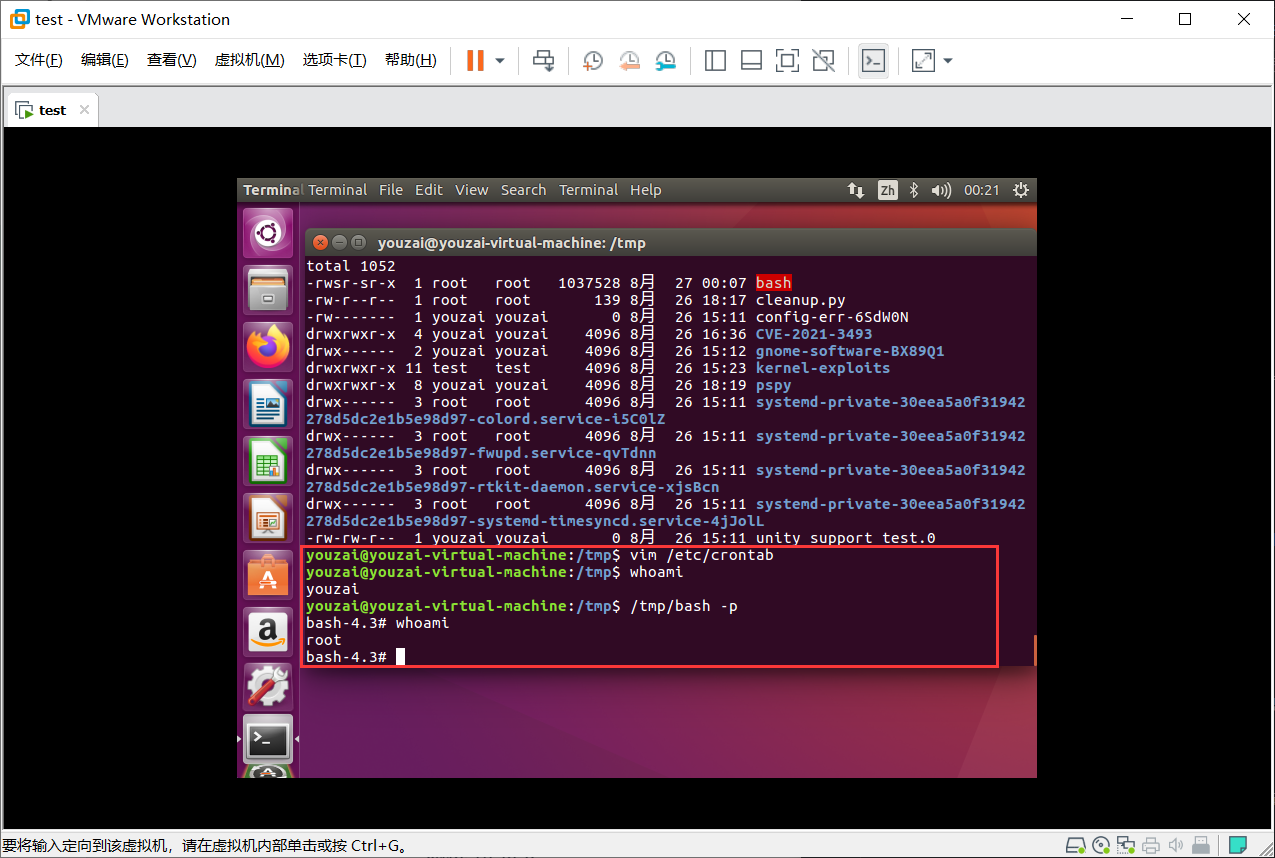 test - VMware Workstation
文件(F) 编辑(E) 查看(V) 虚拟机(M) 选项卡(T) 帮助(H)
test
Terminal Terminal File Edit View Search Terminal Help Zh 00:21
youzai@youzai-virtual-machine: /tmp
total 1052
-rwsr-sr-x  1 root   root   1037528 8月  27 00:07 bash
-rw-r--r--  1 root   root       139 8月  26 18:17 cleanup.py
-rw-------  1 youzai youzai       0 8月  26 15:11 config-err-6SdW0N
drwxrwxr-x  4 youzai youzai    4096 8月  26 16:36 CVE-2021-3493
drwx------  2 youzai youzai    4096 8月  26 15:12 gnome-software-BX89Q1
drwxrwxr-x 11 test   test      4096 8月  26 15:23 kernel-exploits
drwxrwxr-x  8 youzai youzai    4096 8月  26 18:19 pspy
drwx------  3 root   root      4096 8月  26 15:11 systemd-private-30eea5a0f31942
278d5dc2e1b5e98d97-colord.service-i5C0lZ
drwx------  3 root   root      4096 8月  26 15:11 systemd-private-30eea5a0f31942
278d5dc2e1b5e98d97-fwupd.service-qvTdnn
drwx------  3 root   root      4096 8月  26 15:11 systemd-private-30eea5a0f31942
278d5dc2e1b5e98d97-rtkit-daemon.service-xjsBcn
drwx------  3 root   root      4096 8月  26 15:11 systemd-private-30eea5a0f31942
278d5dc2e1b5e98d97-systemd-timesyncd.service-4jJolL
-rw-rw-r--  1 youzai youzai       0 8月  26 15:11 unity_support_test.0
youzai@youzai-virtual-machine:/tmp$ vim /etc/crontab
youzai@youzai-virtual-machine:/tmp$ whoami
youzai
youzai@youzai-virtual-machine:/tmp$ /tmp/bash -p
bash-4.3# whoami
root
bash-4.3#
要将输入定向到该虚拟机，请在虚拟机内部单击或按 Ctrl+G。